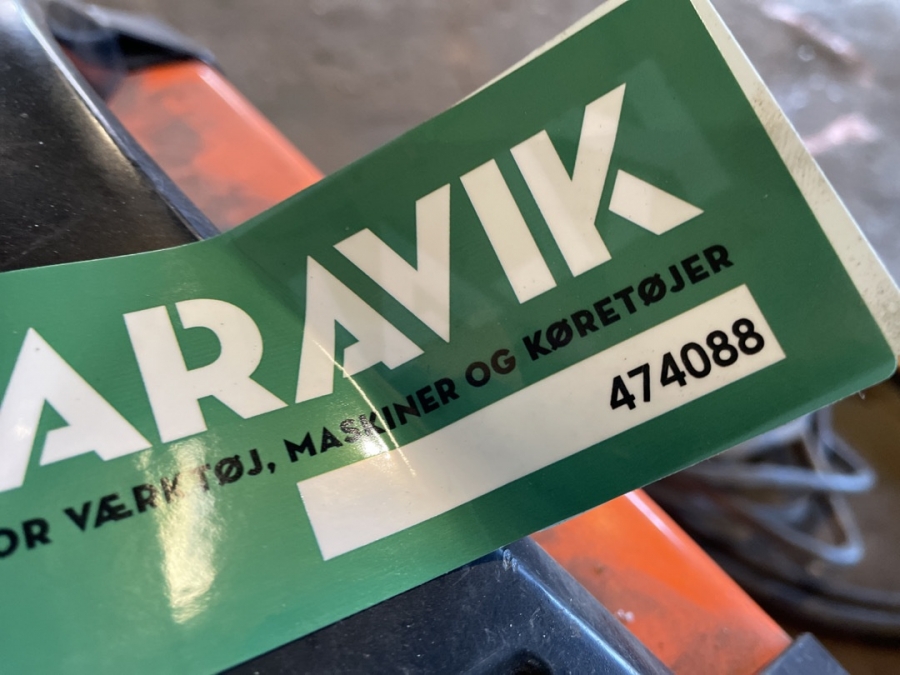 ARAVIK
OR VÆRKTØJ, MASKINER OG KØRETØJER
474088